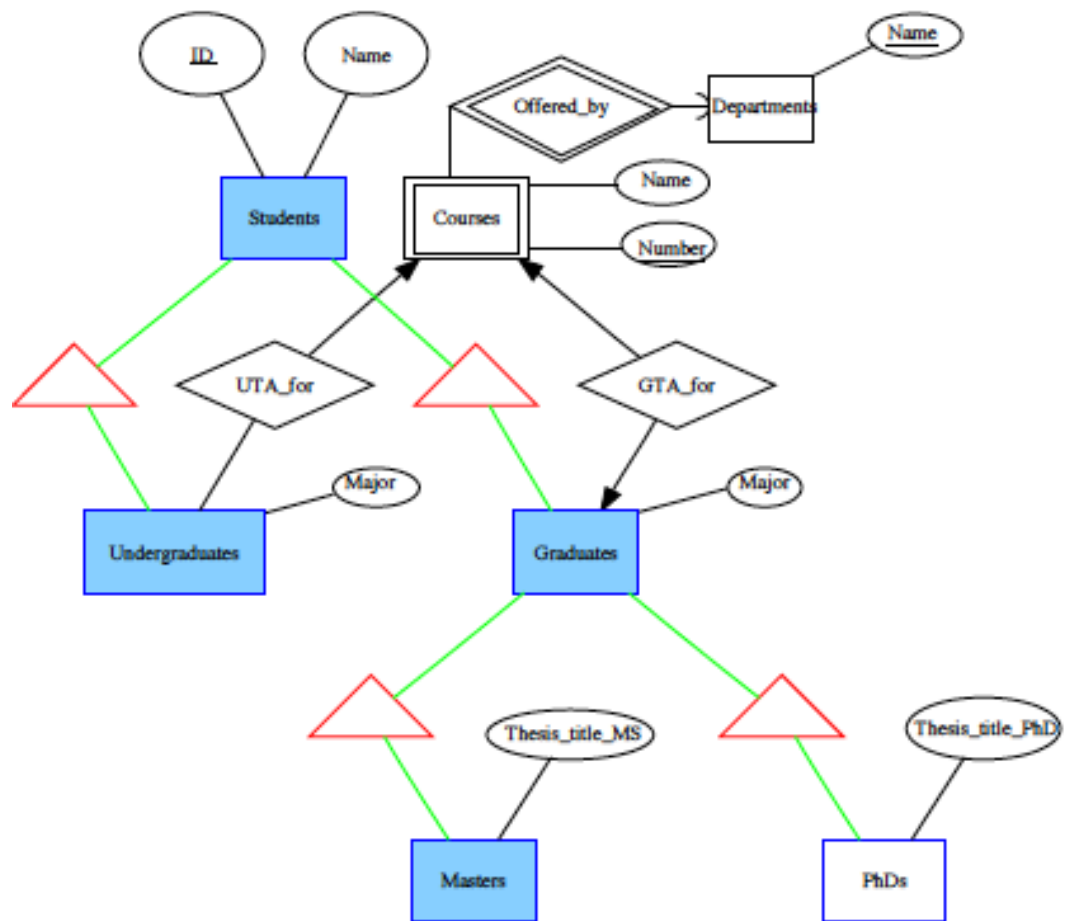 Name
ID
Name
Offered_by
Departments
Name
Students
Courses
Number
UTA_for
GTA_for
Major
Major
Undergraduates
Graduates
Thesis_title_MS
Thesis_title_PhD
Masters
PhDs